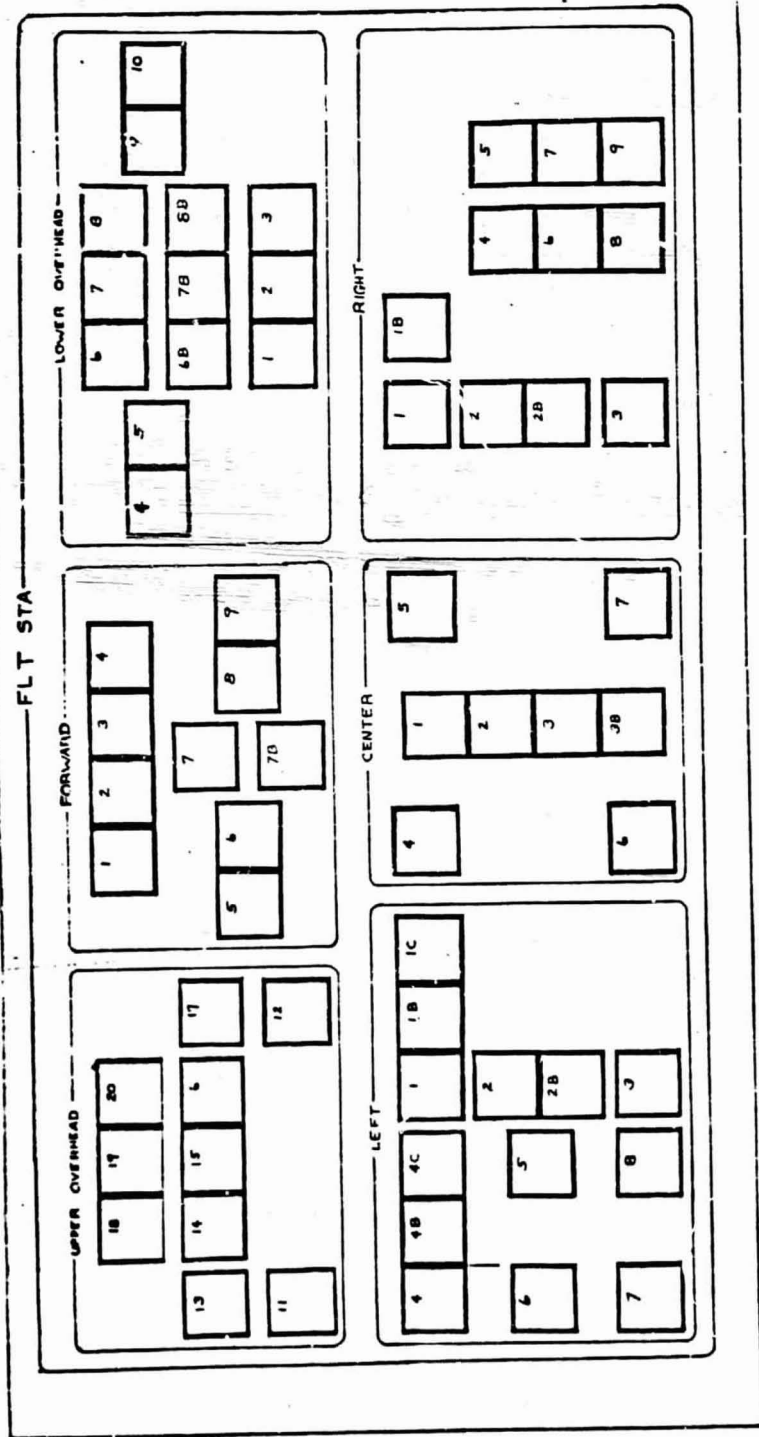 FLT STA
UPPER OVERHEAD
18 19 20
13 14 15 6 17
11 12
FORWARD
1 2 3 4
7
5 6 8 9
7B
LOWER OVERHEAD
6 7 8
4 5 9 10
6B 7B 8B
1 2 3
LEFT
4 4B 4C 1 1B 1C
2
6 5 2B
7 8 3
CENTER
4 1 5
2
3
6 3B 7
RIGHT
1 1B
2 4 5
2B 6 7
3 8 9